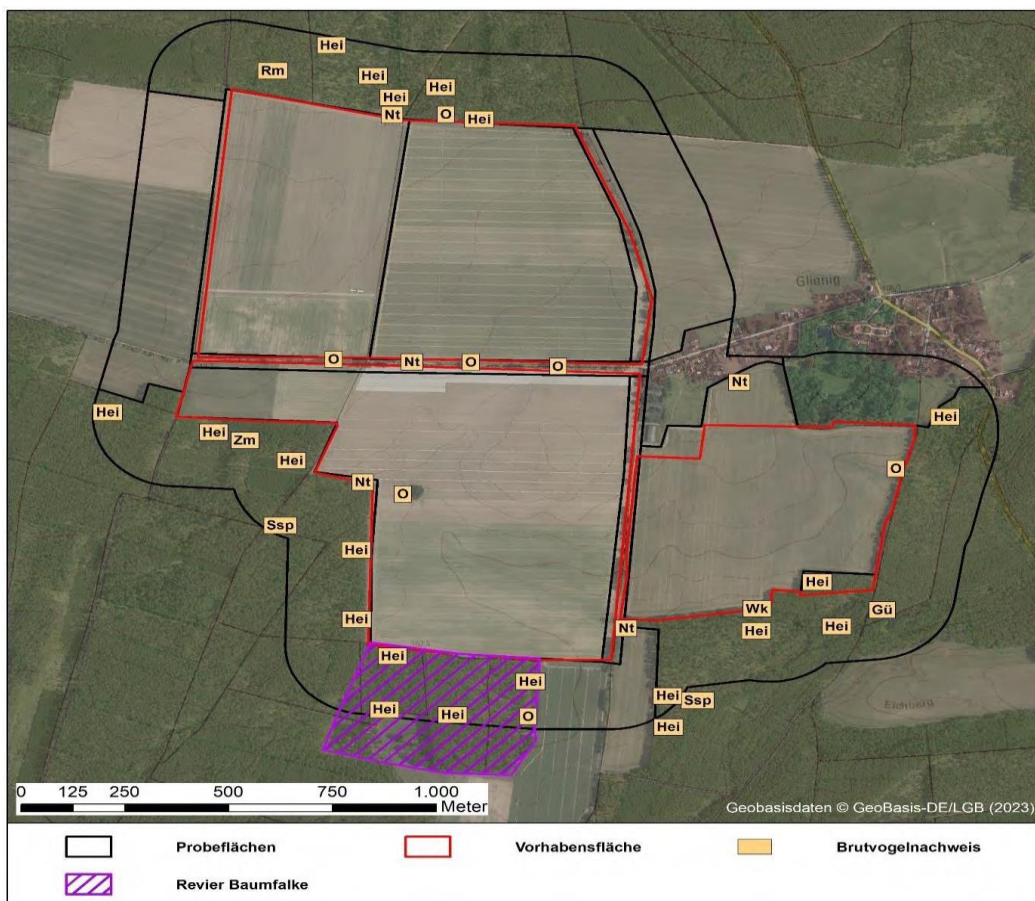 Hei
Rm
Hei
Hei
Hei
Nt
O
Hei
Glienig
O
Nt
O
O
Nt
Hei
Hei
Hei
Zm
Hei
O
Nt
O
Ssp
Hei
Hei
Wk
Gü
Hei
Nt
Hei
Hei
Hei
Hei
Hei
Ssp
Eichberg
Hei
Hei
O
Hei
0 125 250 500 750 1.000
Meter
Geobasisdaten © GeoBasis-DE/LGB (2023)
Probeflächen
Vorhabensfläche
Brutvogelnachweis
Revier Baumfalke